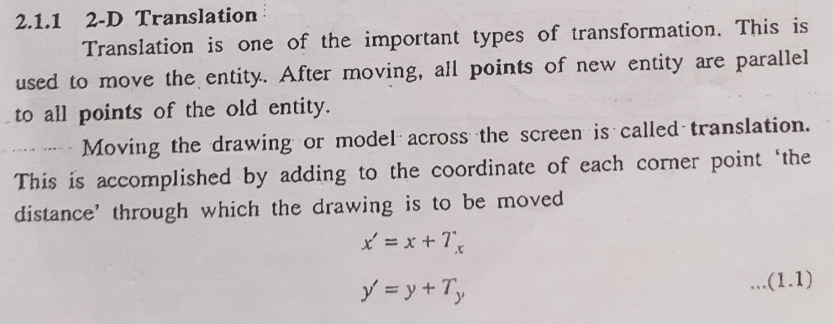 2.1.1 2-D Translation
Translation is one of the important types of transformation. This is
used to move the entity. After moving, all points of new entity are parallel
to all points of the old entity.
Moving the drawing or model across the screen is called translation.
This is accomplished by adding to the coordinate of each corner point ‘the
distance’ through which the drawing is to be moved
x′ = x + Tₓ
y′ = y + Tᵧ ...(1.1)